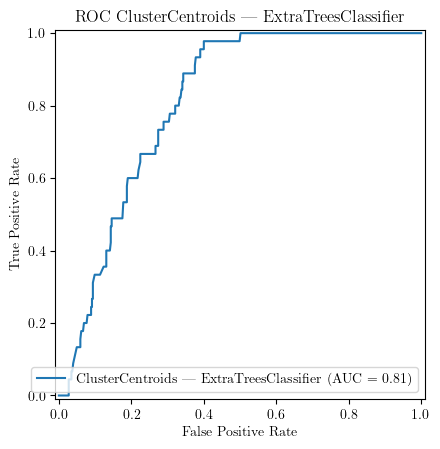 ROC ClusterCentroids — ExtraTreesClassifier
True Positive Rate
1.0
0.8
0.6
0.4
0.2
0.0
ClusterCentroids — ExtraTreesClassifier (AUC = 0.81)
0.0 0.2 0.4 0.6 0.8 1.0
False Positive Rate